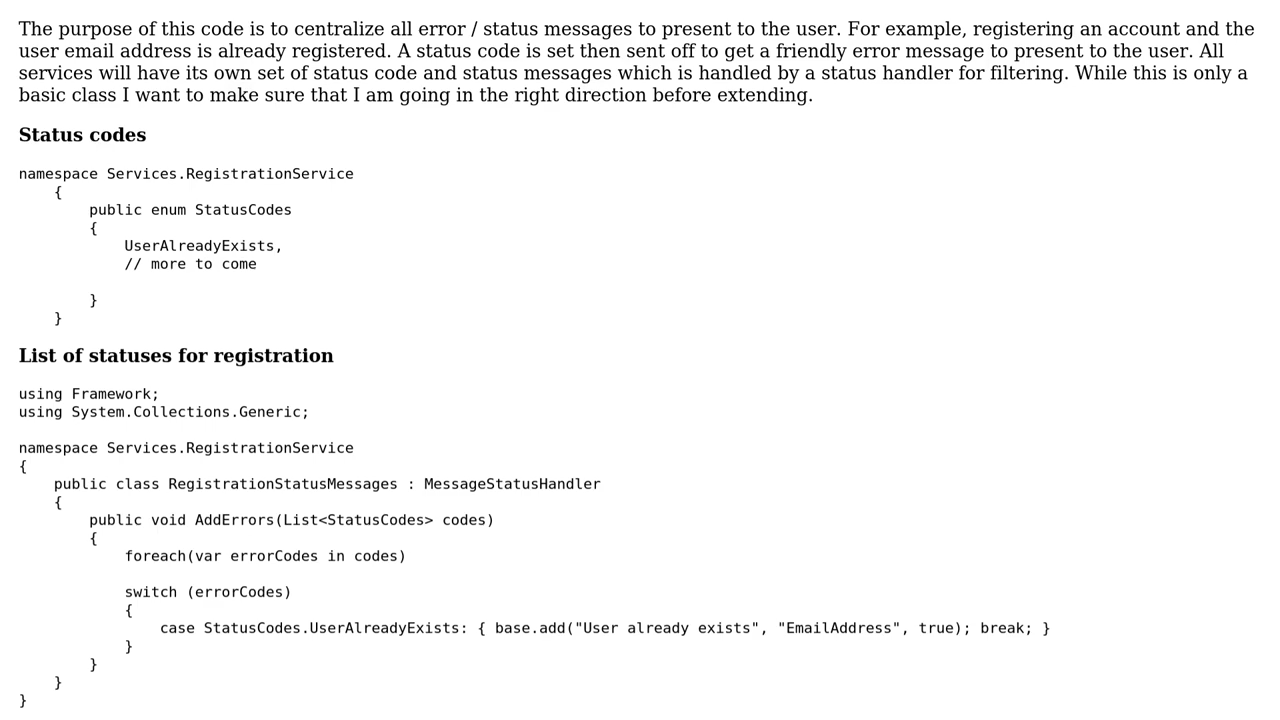 The purpose of this code is to centralize all error / status messages to present to the user. For example, registering an account and the
user email address is already registered. A status code is set then sent off to get a friendly error message to present to the user. All
services will have its own set of status code and status messages which is handled by a status handler for filtering. While this is only a
basic class I want to make sure that I am going in the right direction before extending.
Status codes
namespace Services.RegistrationService
    {
        public enum StatusCodes
        {
            UserAlreadyExists,
            // more to come
        }
    }
List of statuses for registration
using Framework;
using System.Collections.Generic;
namespace Services.RegistrationService
{
    public class RegistrationStatusMessages : MessageStatusHandler
    {
        public void AddErrors(List<StatusCodes> codes)
        {
            foreach(var errorCodes in codes)
            switch (errorCodes)
            {
                case StatusCodes.UserAlreadyExists: { base.add("User already exists", "EmailAddress", true); break; }
            }
        }
    }
}